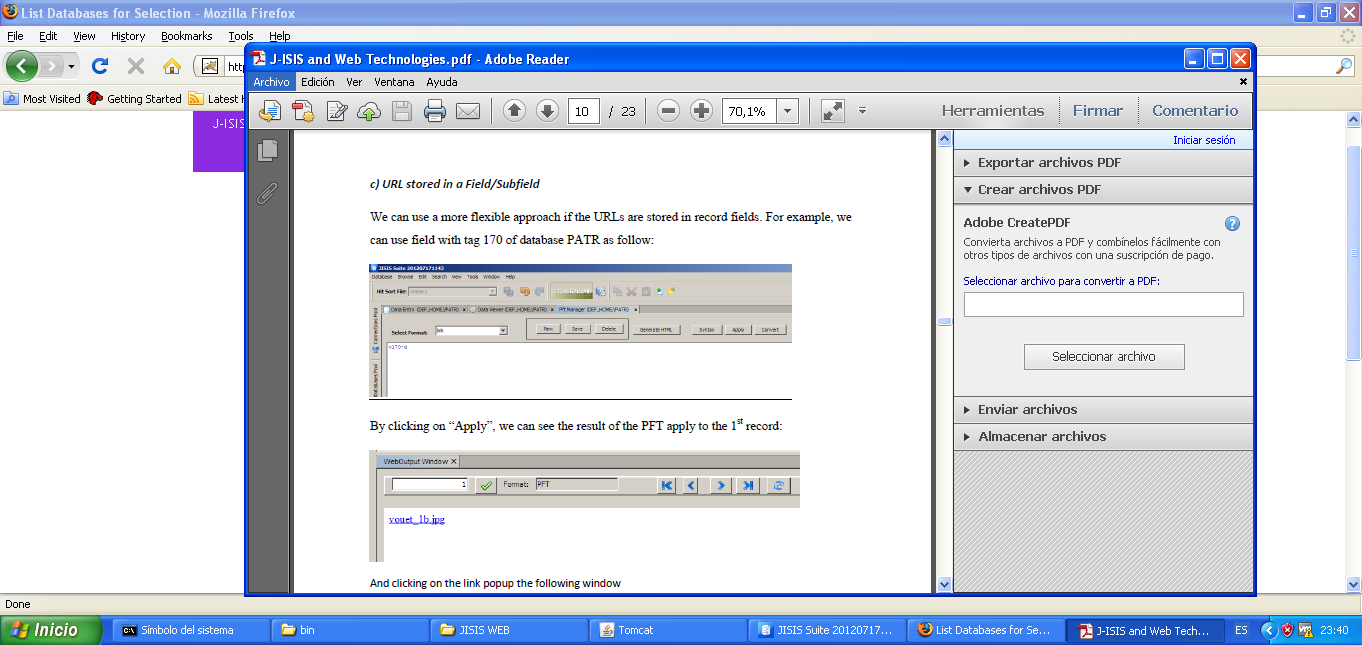 List Databases for Selection - Mozilla Firefox
File Edit View History Bookmarks Tools Help
Most Visited Getting Started Latest
J-ISIS
J-ISIS and Web Technologies.pdf - Adobe Reader
Archivo Edición Ver Ventana Ayuda
10 / 23 70,1% Herramientas Firmar Comentario
Iniciar sesión
Exportar archivos PDF
Crear archivos PDF
Adobe CreatePDF
Convierta archivos a PDF y combínelos fácilmente con
otros tipos de archivos con una suscripción de pago.
Seleccionar archivo para convertir a PDF:
Seleccionar archivo
Enviar archivos
Almacenar archivos
c) URL stored in a Field/Subfield
We can use a more flexible approach if the URLs are stored in record fields. For example, we
can use field with tag 170 of database PATR as follow:
JISIS Suite 201207171143
Database Browse Edit Search View Tools Window Help
Hit Sort File: <none>
Data Entry (DEF_HOME//PATR) x Data Viewer (DEF_HOME//PATR) x Pft Manager (DEF_HOME//PATR) x
Select Format: link New Save Delete Generate HTML Syntax Apply Convert
By clicking on “Apply”, we can see the result of the PFT apply to the 1st record:
WebOutput Window X
1 Format: PFT
vouet_1b.jpg
And clicking on the link popup the following window
Done
Inicio Símbolo del sistema bin JISIS WEB Tomcat JISIS Suite 20120717... List Databases for Se... J-ISIS and Web Tech... ES 23:40